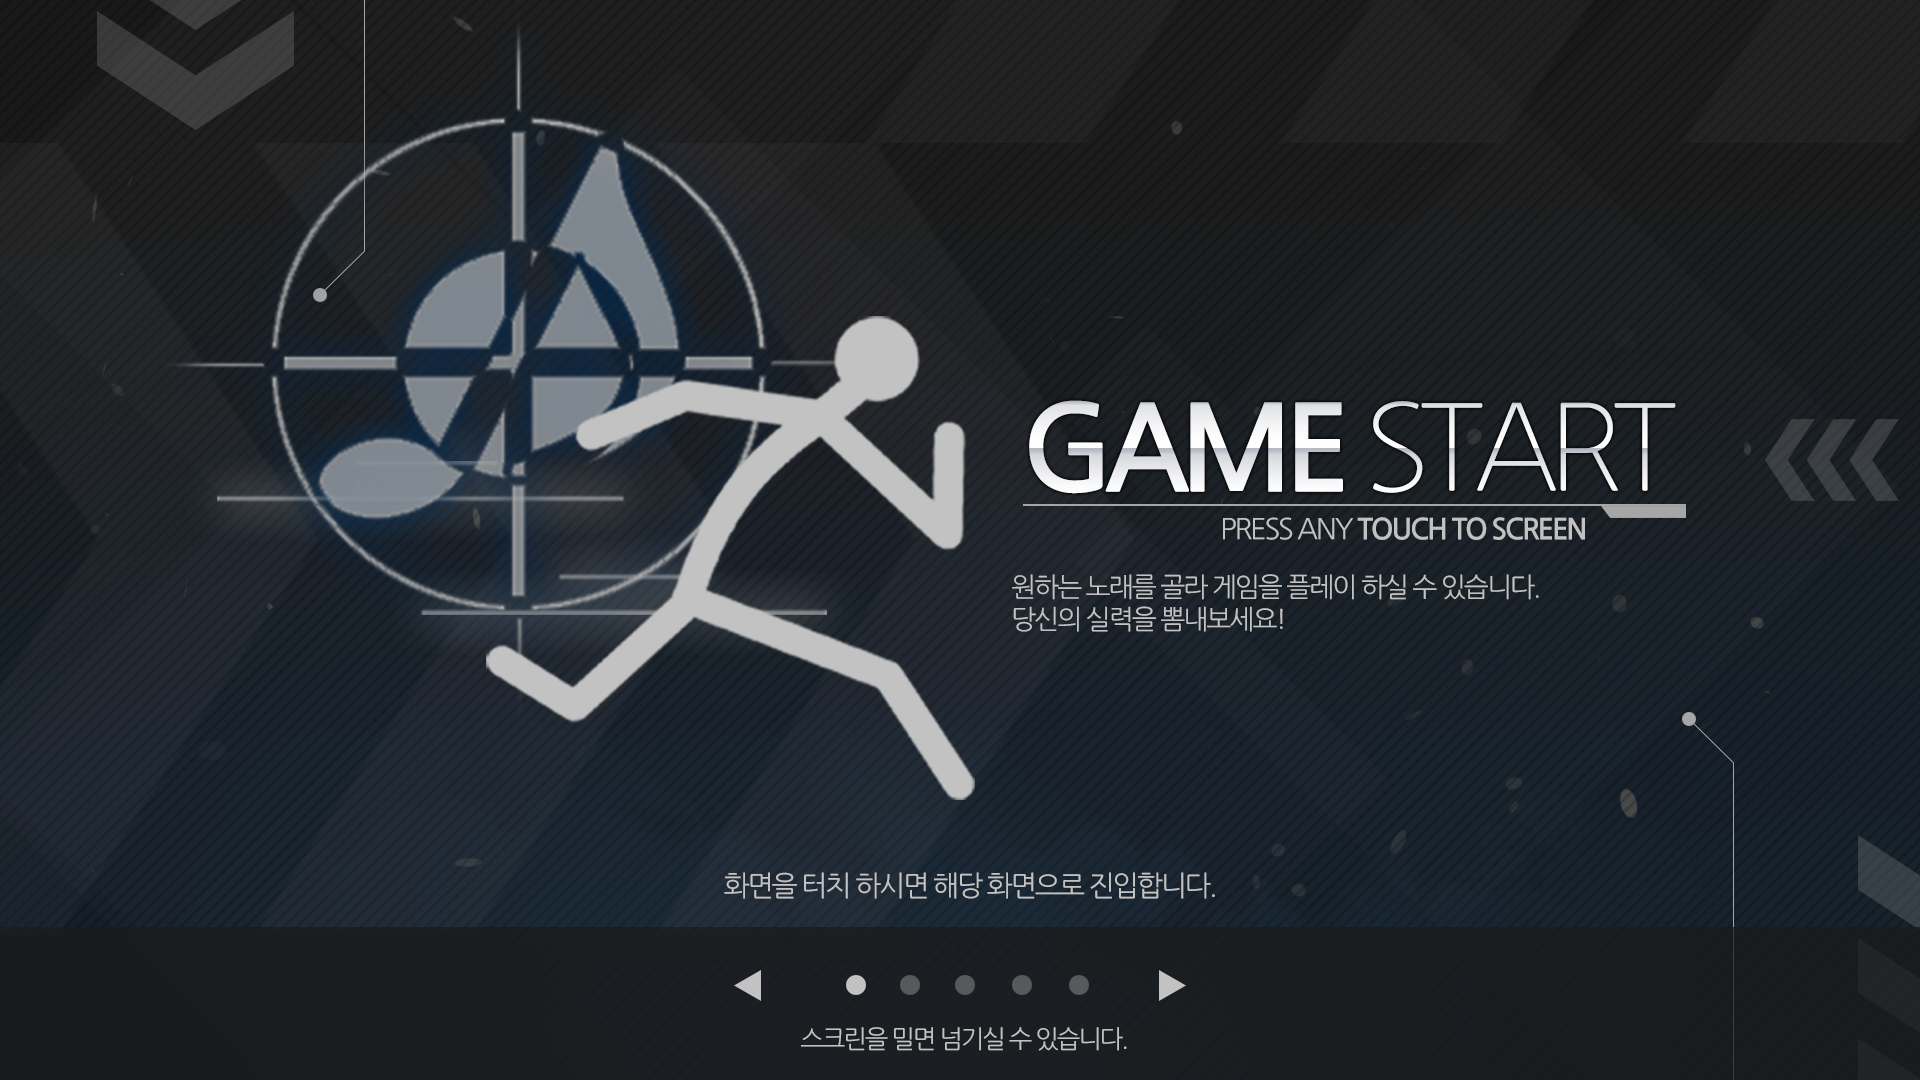 GAME START
PRESS ANY TOUCH TO SCREEN
원하는 노래를 골라 게임을 플레이 하실 수 있습니다.
당신의 실력을 뽐내보세요!
화면을 터치 하시면 해당 화면으로 진입합니다.
스크린을 밀면 넘기실 수 있습니다.